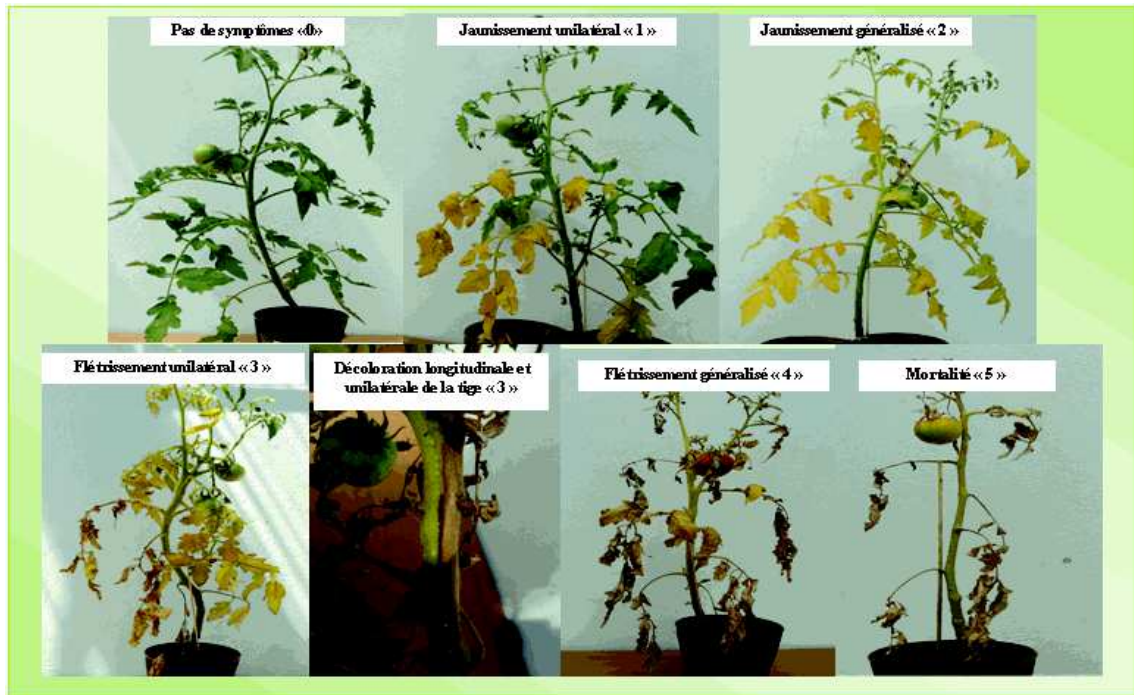 Pas de symptômes «0»
Jaunissement unilatéral « 1 »
Jaunissement généralisé « 2 »
Flétrissement unilatéral « 3 »
Décoloration longitudinale et
unilatérale de la tige « 3 »
Flétrissement généralisé « 4 »
Mortalité « 5 »